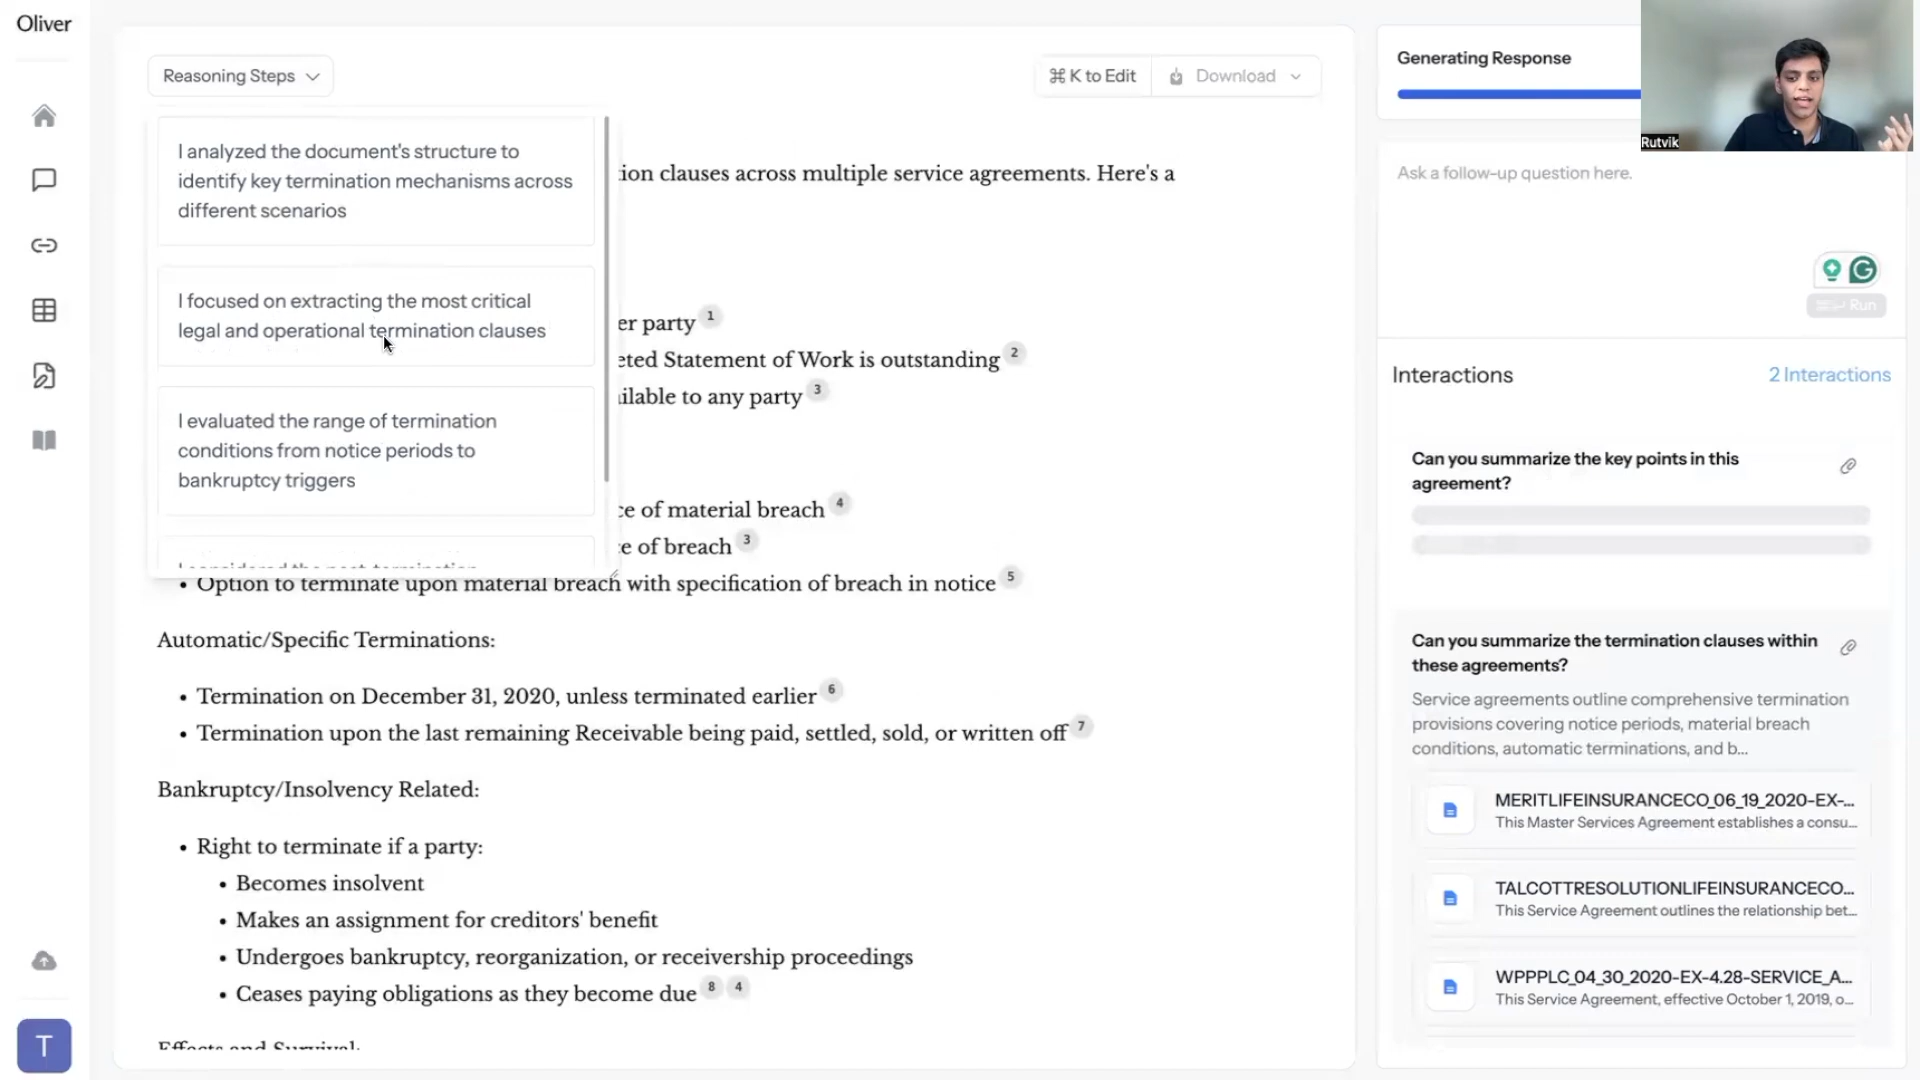 Oliver
Reasoning Steps
⌘ K to Edit
Download
I analyzed the document's structure to
identify key termination mechanisms across
different scenarios
I focused on extracting the most critical
legal and operational termination clauses
I evaluated the range of termination
conditions from notice periods to
bankruptcy triggers
I considered the post-termination
tion clauses across multiple service agreements. Here's a
er party 1
eted Statement of Work is outstanding 2
ilable to any party 3
ce of material breach 4
e of breach 3
• Option to terminate upon material breach with specification of breach in notice 5
Automatic/Specific Terminations:
• Termination on December 31, 2020, unless terminated earlier 6
• Termination upon the last remaining Receivable being paid, settled, sold, or written off 7
Bankruptcy/Insolvency Related:
• Right to terminate if a party:
• Becomes insolvent
• Makes an assignment for creditors' benefit
• Undergoes bankruptcy, reorganization, or receivership proceedings
• Ceases paying obligations as they become due 8 4
Effects and Survival:
T
Generating Response
Rutvik
Ask a follow-up question here.
Run
Interactions
2 Interactions
Can you summarize the key points in this
agreement?
Can you summarize the termination clauses within
these agreements?
Service agreements outline comprehensive termination
provisions covering notice periods, material breach
conditions, automatic terminations, and b...
MERITLIFEINSURANCECO_06_19_2020-EX-...
This Master Services Agreement establishes a consu...
TALCOTTRESOLUTIONLIFEINSURANCECO...
This Service Agreement outlines the relationship bet...
WPPPLC_04_30_2020-EX-4.28-SERVICE_A...
This Service Agreement, effective October 1, 2019, o...